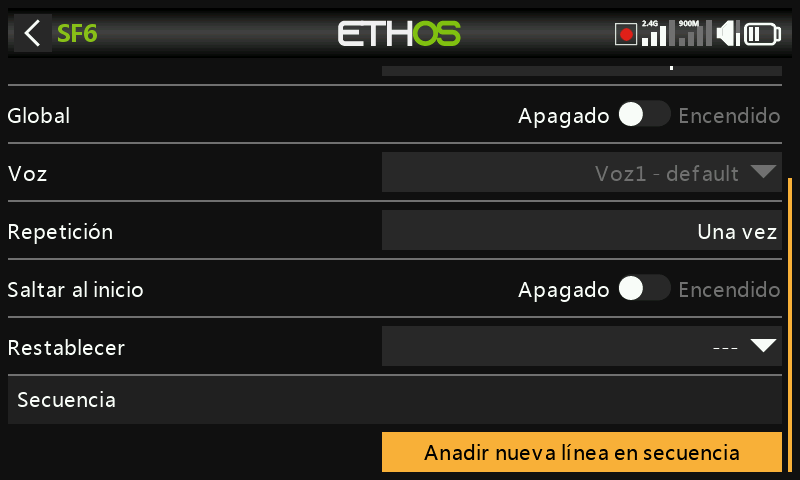 SF6
ETHOS
2.4G
900M
Global
Apagado
Encendido
Voz
Voz1 - default
Repetición
Una vez
Saltar al inicio
Apagado
Encendido
Restablecer
---
Secuencia
Anadir nueva línea en secuencia